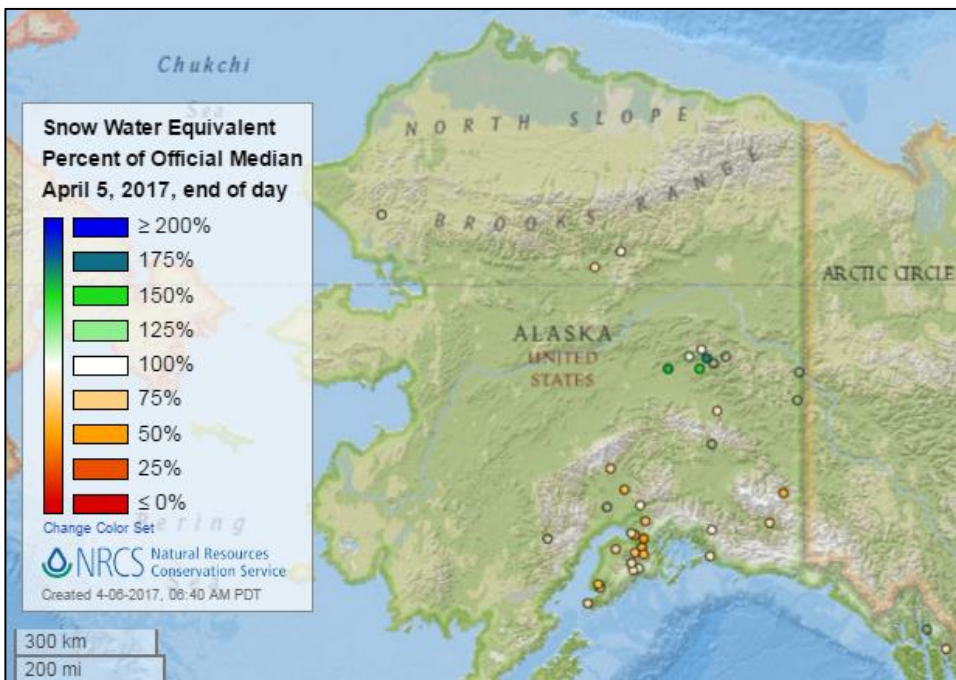 Chukchi
Sea
NORTH SLOPE
BROOKS RANGE
ARCTIC CIRCLE
ALASKA
UNITED
STATES
Bering
Snow Water Equivalent
Percent of Official Median
April 5, 2017, end of day
≥ 200%
175%
150%
125%
100%
75%
50%
25%
≤ 0%
Change Color Set
NRCS Natural Resources
Conservation Service
Created 4-06-2017, 06:40 AM PDT
300 km
200 mi